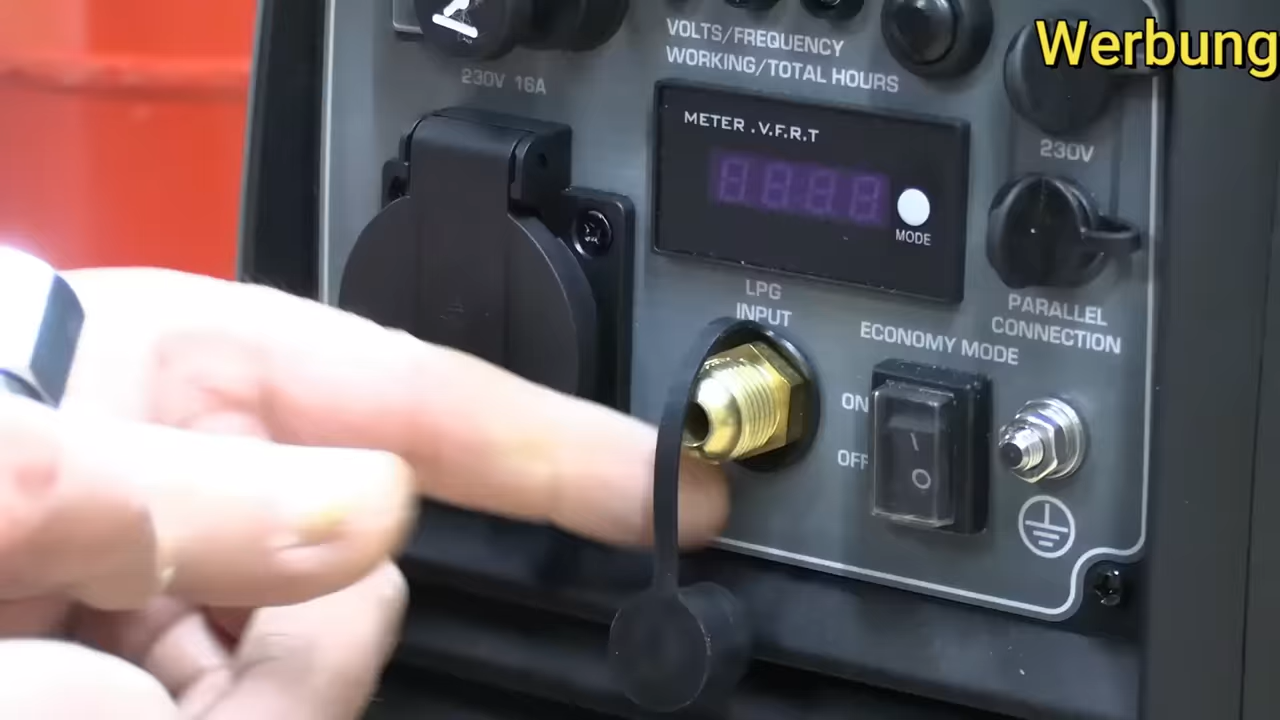 Werbung
VOLTS/FREQUENCY
WORKING/TOTAL HOURS
230V 16A
METER .V.F.R.T
MODE
230V
PARALLEL
CONNECTION
LPG
INPUT
ECONOMY MODE
ON
OFF